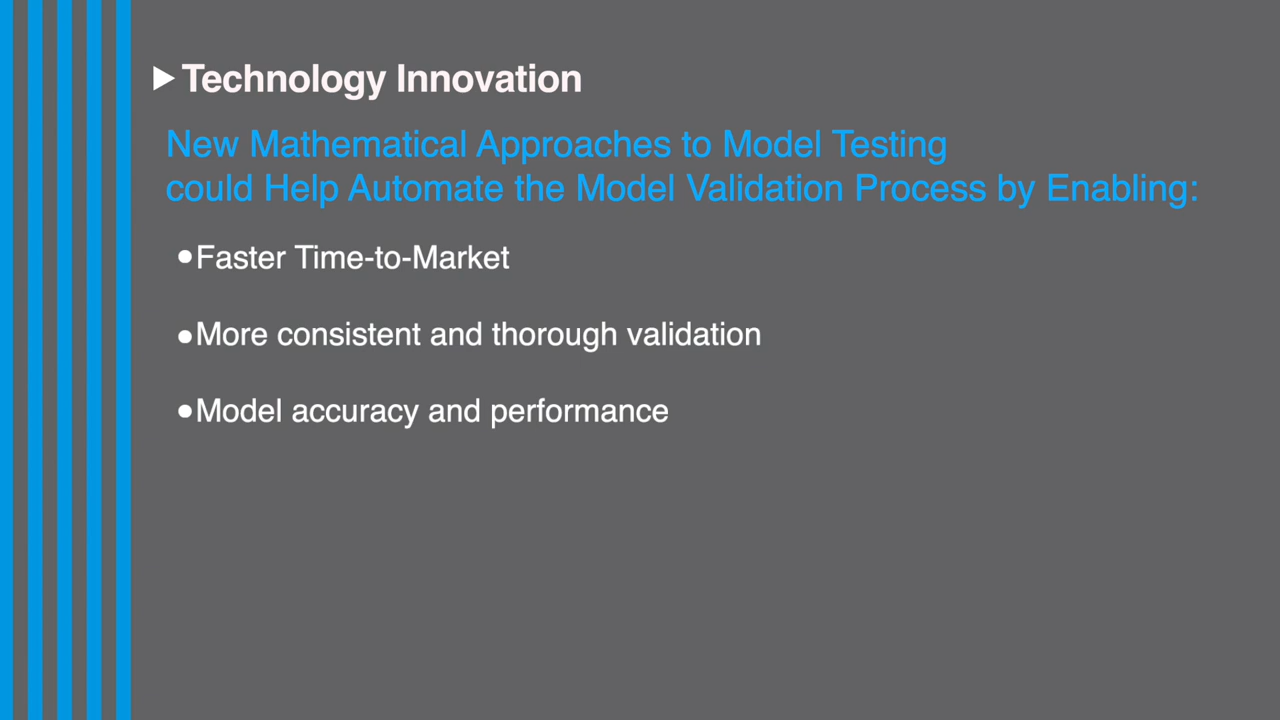 Technology Innovation
New Mathematical Approaches to Model Testing
could Help Automate the Model Validation Process by Enabling:
•Faster Time-to-Market
•More consistent and thorough validation
•Model accuracy and performance